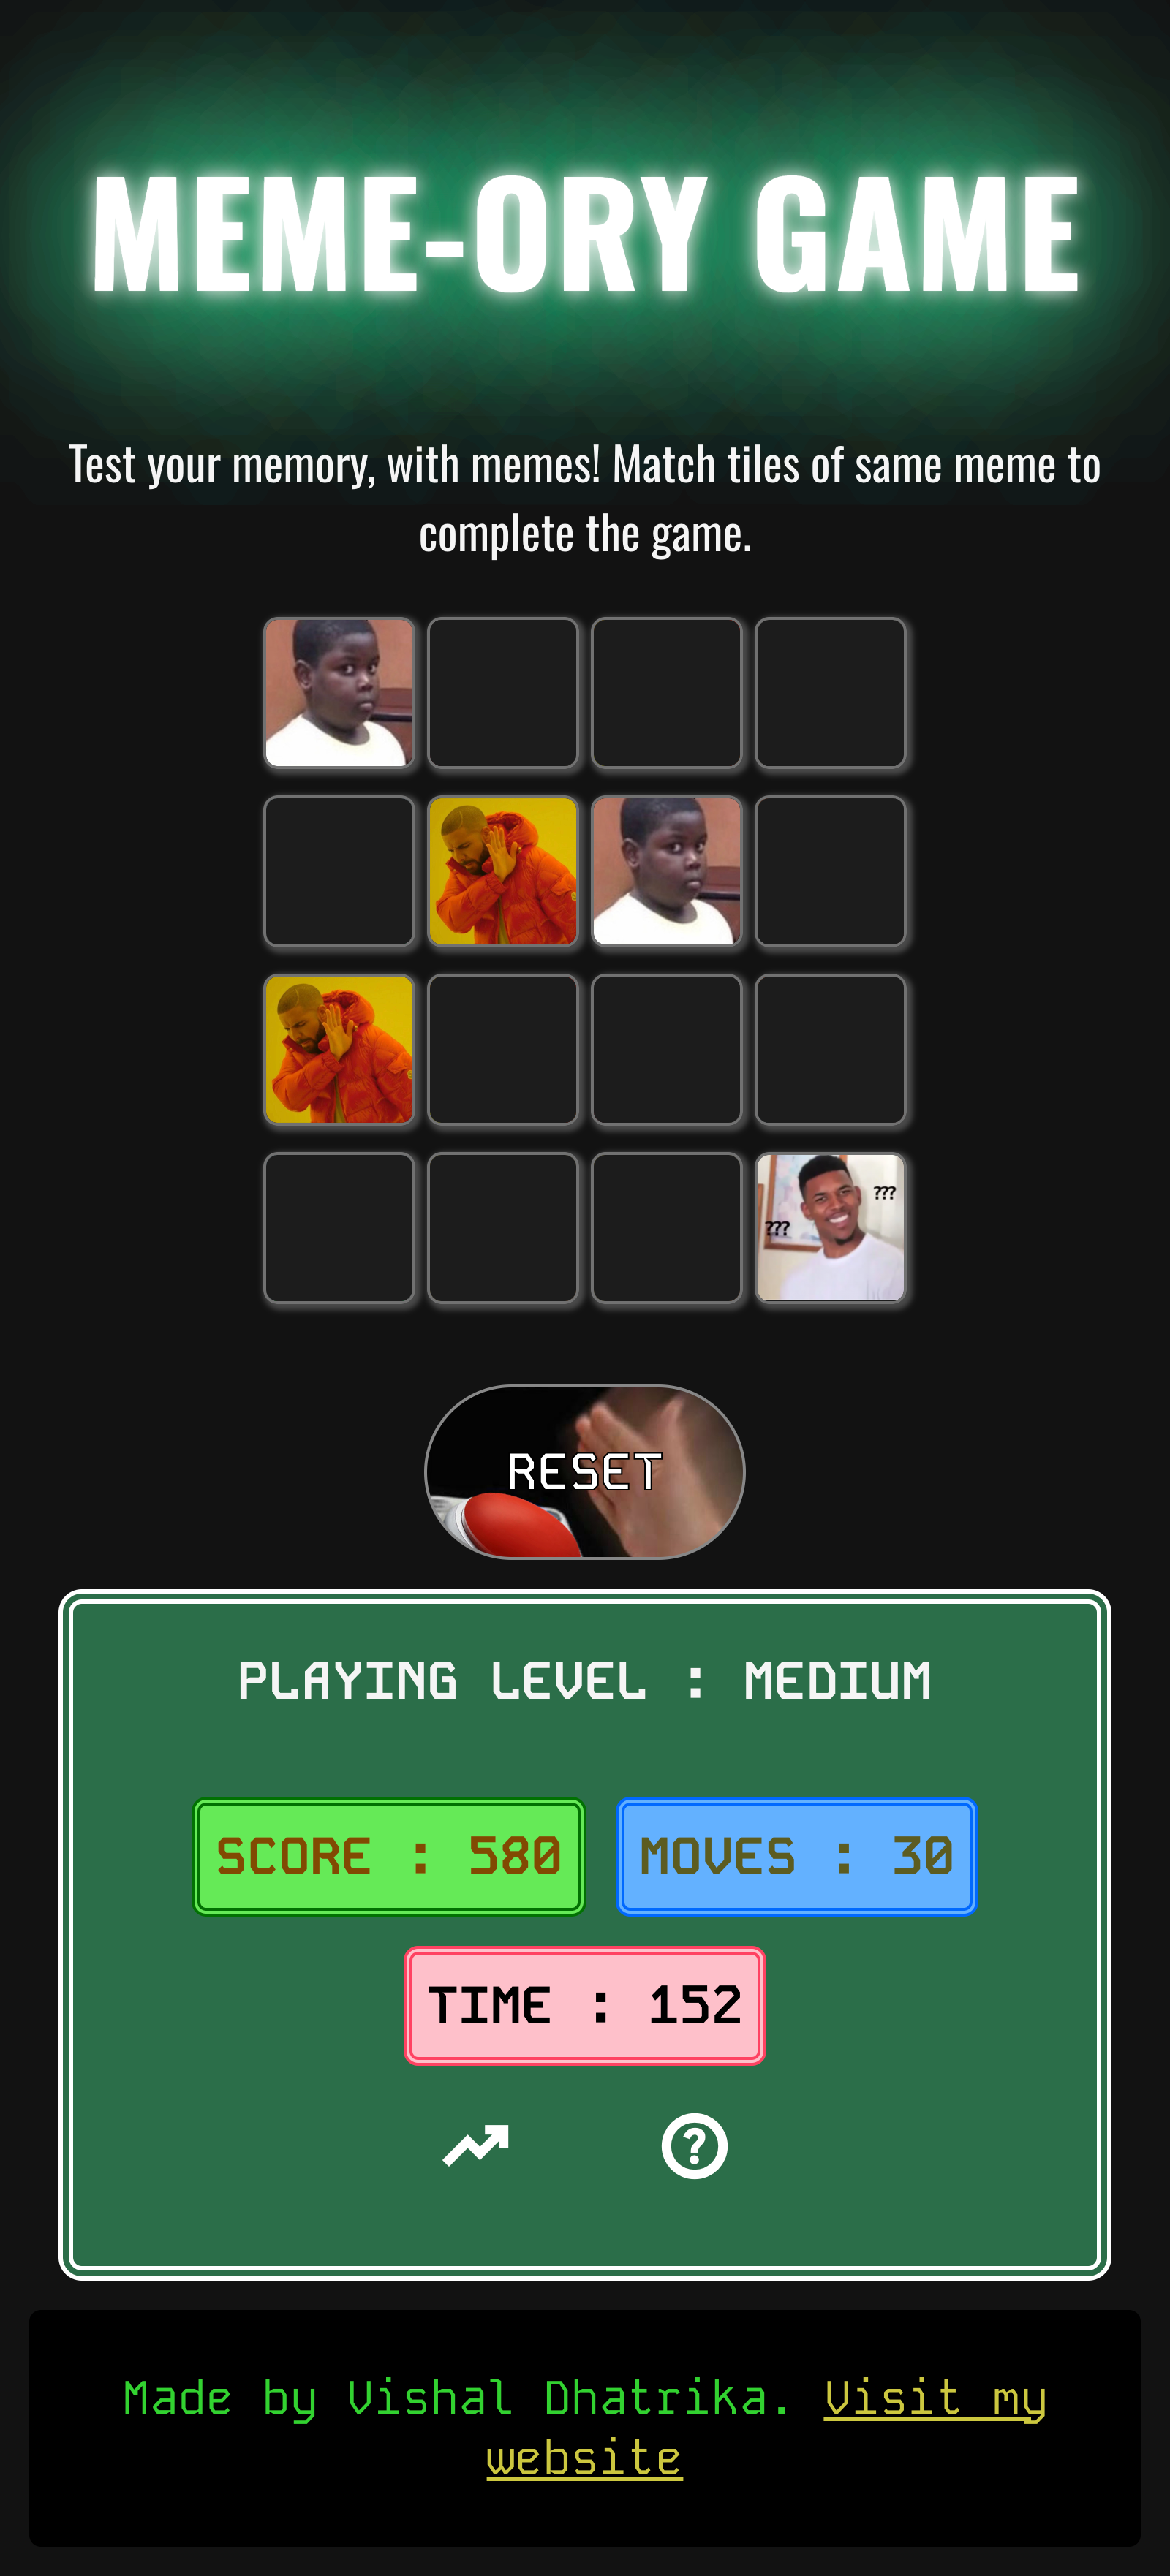 MEME-ORY GAME
Test your memory, with memes! Match tiles of same meme to
complete the game.
???
???
RESET
PLAYING LEVEL : MEDIUM
SCORE : 580
MOVES : 30
TIME : 152
?
Made by Vishal Dhatrika. Visit my
website